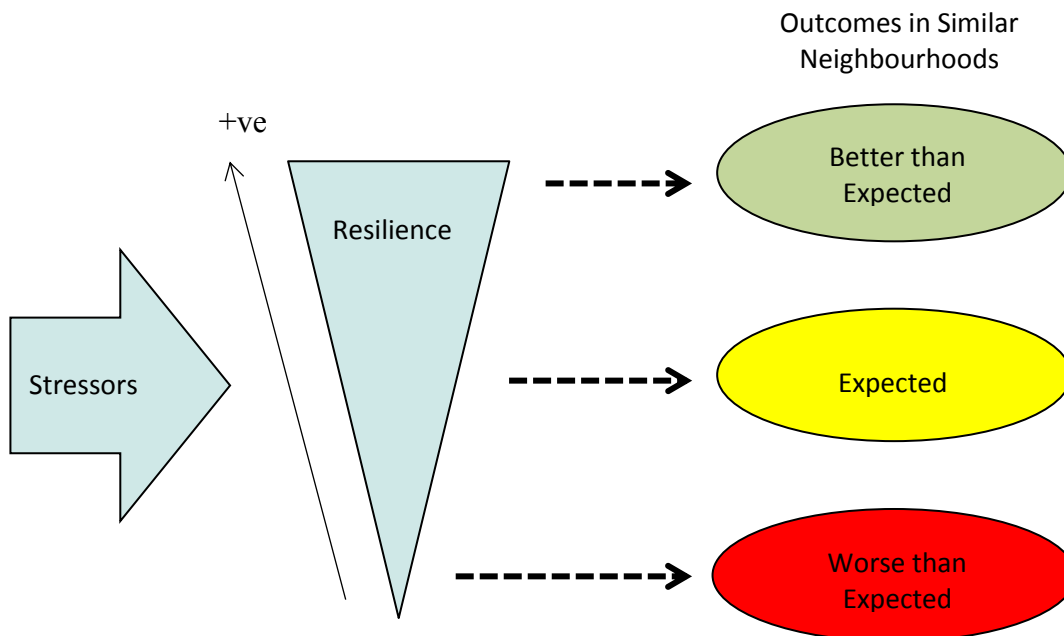 Outcomes in Similar
Neighbourhoods
+ve
Better than
Expected
Resilience
Stressors
Expected
Worse than
Expected